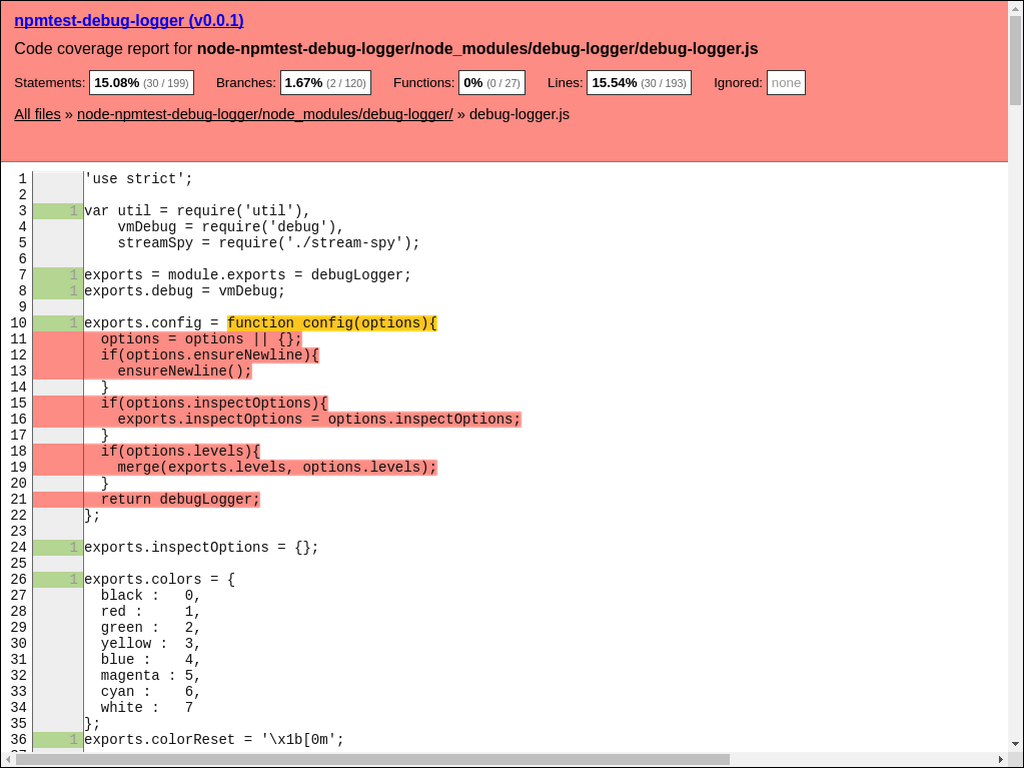 npmtest-debug-logger (v0.0.1)
Code coverage report for node-npmtest-debug-logger/node_modules/debug-logger/debug-logger.js
Statements: 15.08% (30 / 199) Branches: 1.67% (2 / 120) Functions: 0% (0 / 27) Lines: 15.54% (30 / 193) Ignored: none
All files » node-npmtest-debug-logger/node_modules/debug-logger/ » debug-logger.js
1 'use strict';
2
3 1 var util = require('util'),
4     vmDebug = require('debug'),
5     streamSpy = require('./stream-spy');
6
7 1 exports = module.exports = debugLogger;
8 1 exports.debug = vmDebug;
9
10 1 exports.config = function config(options){
11   options = options || {};
12   if(options.ensureNewline){
13     ensureNewline();
14   }
15   if(options.inspectOptions){
16     exports.inspectOptions = options.inspectOptions;
17   }
18   if(options.levels){
19     merge(exports.levels, options.levels);
20   }
21   return debugLogger;
22 };
23
24 1 exports.inspectOptions = {};
25
26 1 exports.colors = {
27   black :   0,
28   red :     1,
29   green :   2,
30   yellow :  3,
31   blue :    4,
32   magenta : 5,
33   cyan :    6,
34   white :   7
35 };
36 1 exports.colorReset = '\x1b[0m';